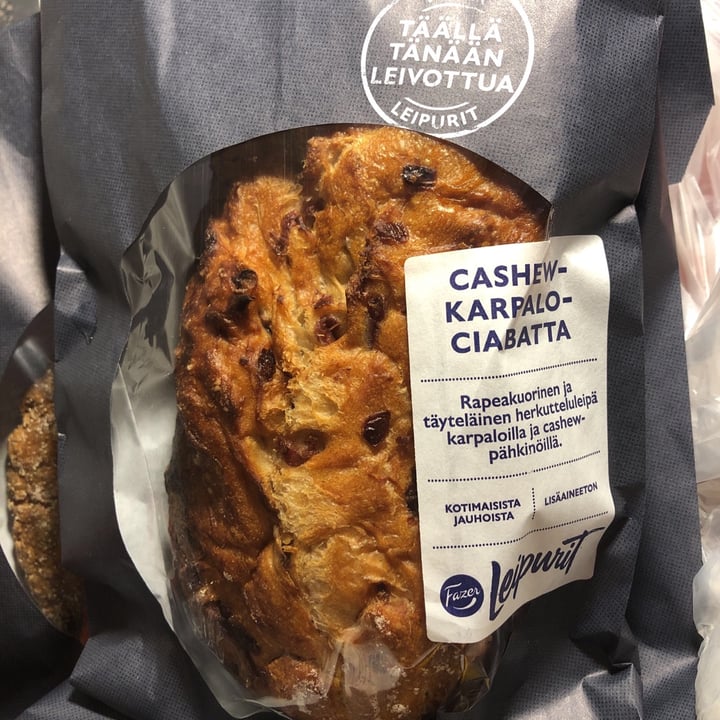 TÄÄLLÄ
TÄNÄÄN
LEIVOTTUA
LEIPURIT
CASHEW-
KARPALO-
CIABATTA
Rapeakuorinen ja
täyteläinen herkutteluleipä
karpaloilla ja cashew-
pähkinöillä.
KOTIMAISISTA
JAUHOISTA
LISÄAINEETON
Fazer
Leipurit